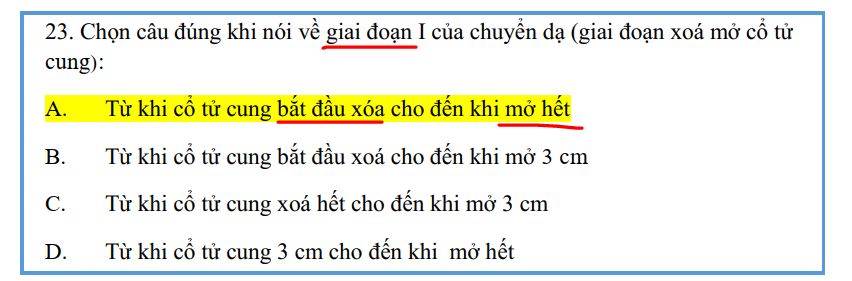 23. Chọn câu đúng khi nói về giai đoạn I của chuyển dạ (giai đoạn xoá mở cổ tử
cung):
A. Từ khi cổ tử cung bắt đầu xóa cho đến khi mở hết
B. Từ khi cổ tử cung bắt đầu xoá cho đến khi mở 3 cm
C. Từ khi cổ tử cung xoá hết cho đến khi mở 3 cm
D. Từ khi cổ tử cung 3 cm cho đến khi mở hết